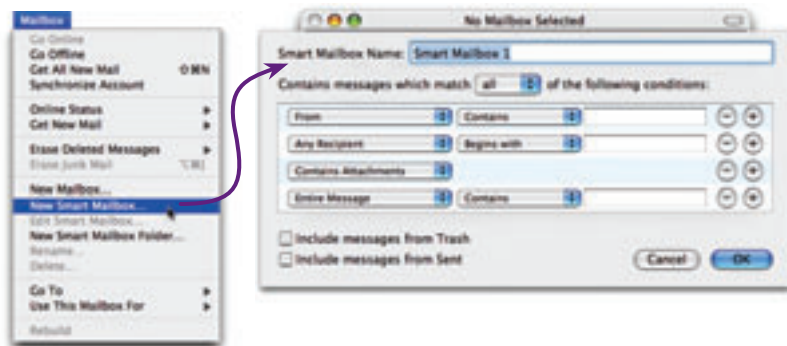 Mailbox
Go Online
Go Offline
Get All New Mail ⇧⌘N
Synchronize Account
Online Status
Get New Mail
Erase Deleted Messages
Erase Junk Mail ⌥⌘J
New Mailbox...
New Smart Mailbox...
Edit Smart Mailbox...
New Smart Mailbox Folder...
Rename...
Delete...
Go To
Use This Mailbox For
Rebuild
No Mailbox Selected
Smart Mailbox Name: Smart Mailbox 1
Contains messages which match all of the following conditions:
From Contains
Any Recipient Begins with
Contains Attachments
Entire Message Contains
Include messages from Trash
Include messages from Sent
Cancel OK